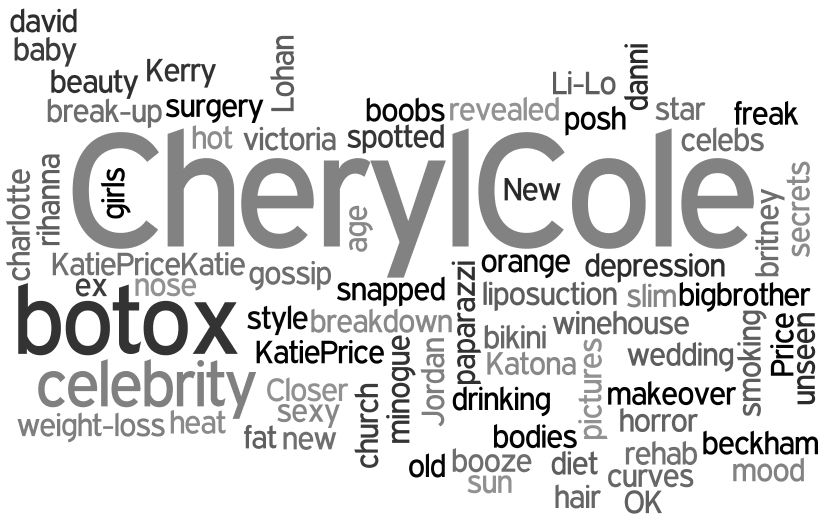 david
baby
beauty
Kerry
Lohan
break-up
surgery
boobs
revealed
Li-Lo
danni
posh
star
freak
hot
victoria
spotted
celebs
charlotte
rihanna
girls
CherylCole
New
age
britney
secrets
KatiePriceKatie
gossip
orange
depression
ex
nose
snapped
paparazzi
liposuction
slim
bigbrother
botox
style
breakdown
bikini
winehouse
smoking
Price
unseen
KatiePrice
minogue
Jordan
Katona
pictures
wedding
celebrity
Closer
sexy
church
drinking
makeover
weight-loss
heat
horror
fat
new
bodies
beckham
old
booze
sun
diet
rehab
curves
mood
hair
OK